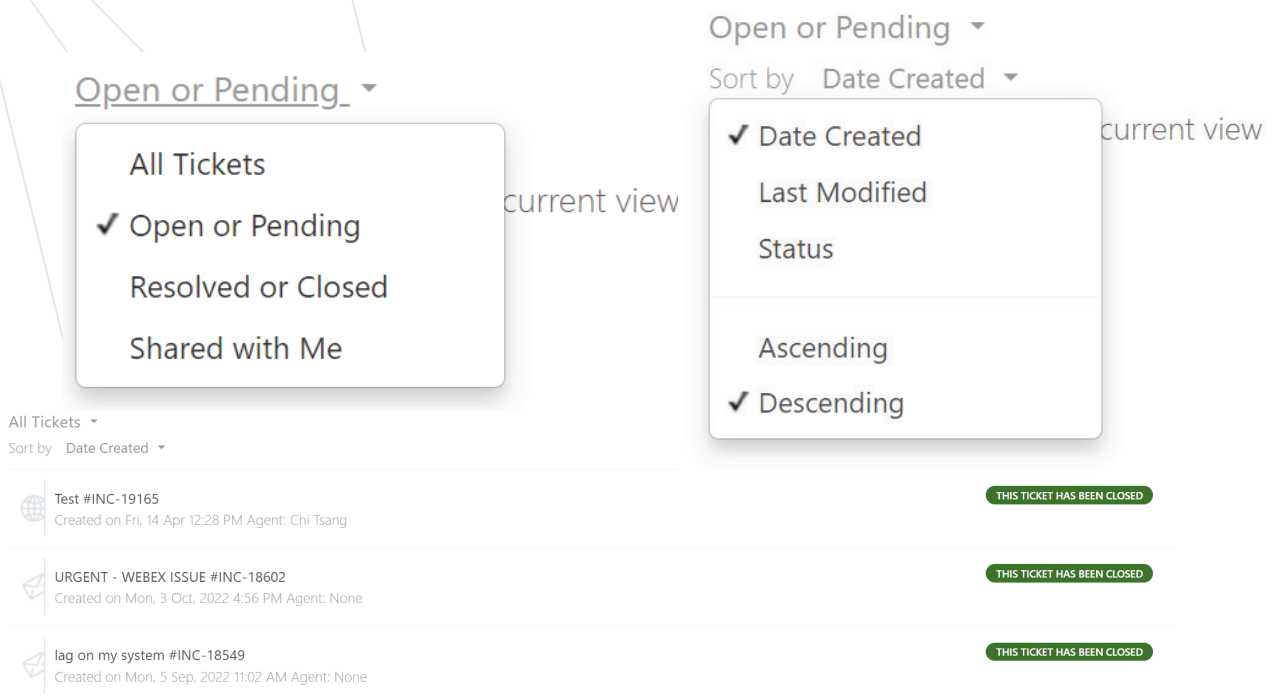 Open or Pending
All Tickets
Open or Pending
Resolved or Closed
Shared with Me
current view
Open or Pending
Sort by Date Created
Date Created
Last Modified
Status
Ascending
Descending
current view
All Tickets
Sort by Date Created
Test #INC-19165
Created on Fri, 14 Apr 12:28 PM Agent: Chi Tsang
THIS TICKET HAS BEEN CLOSED
URGENT - WEBEX ISSUE #INC-18602
Created on Mon, 3 Oct, 2022 4:56 PM Agent: None
THIS TICKET HAS BEEN CLOSED
lag on my system #INC-18549
Created on Mon, 5 Sep, 2022 11:02 AM Agent: None
THIS TICKET HAS BEEN CLOSED